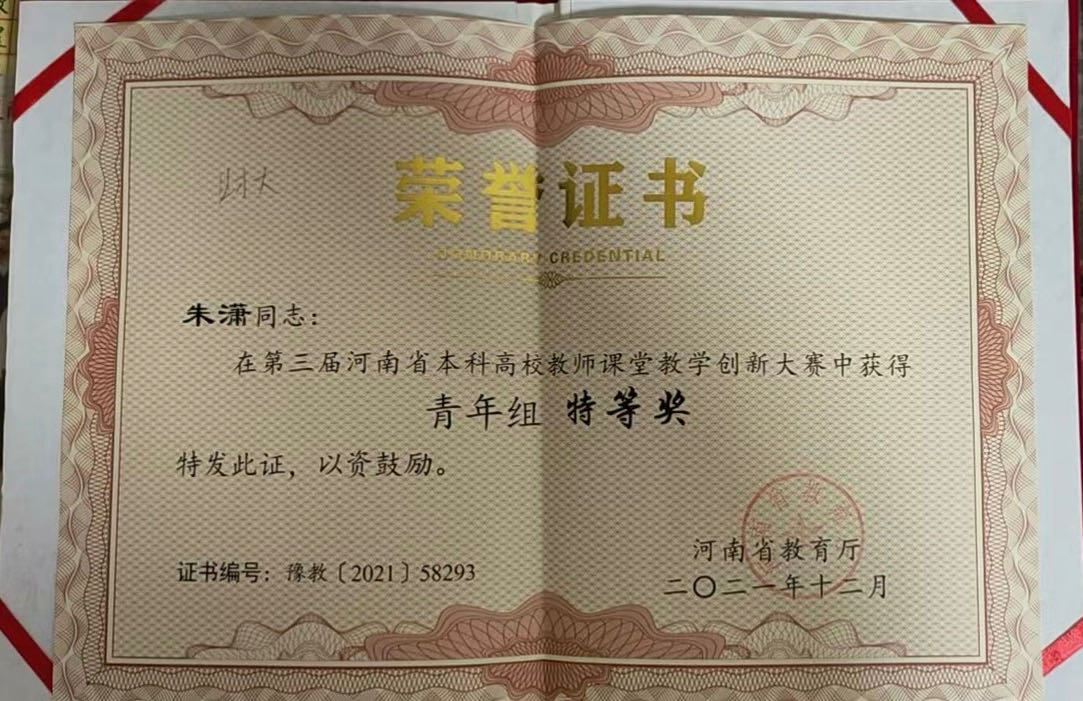 荣誉证书
HONORARY CREDENTIAL
财大
朱潇同志：
在第三届河南省本科高校教师课堂教学创新大赛中获得
青年组 特等奖
特发此证，以资鼓励。
河南省教育厅
二〇二一年十二月
证书编号：豫教〔2021〕58293